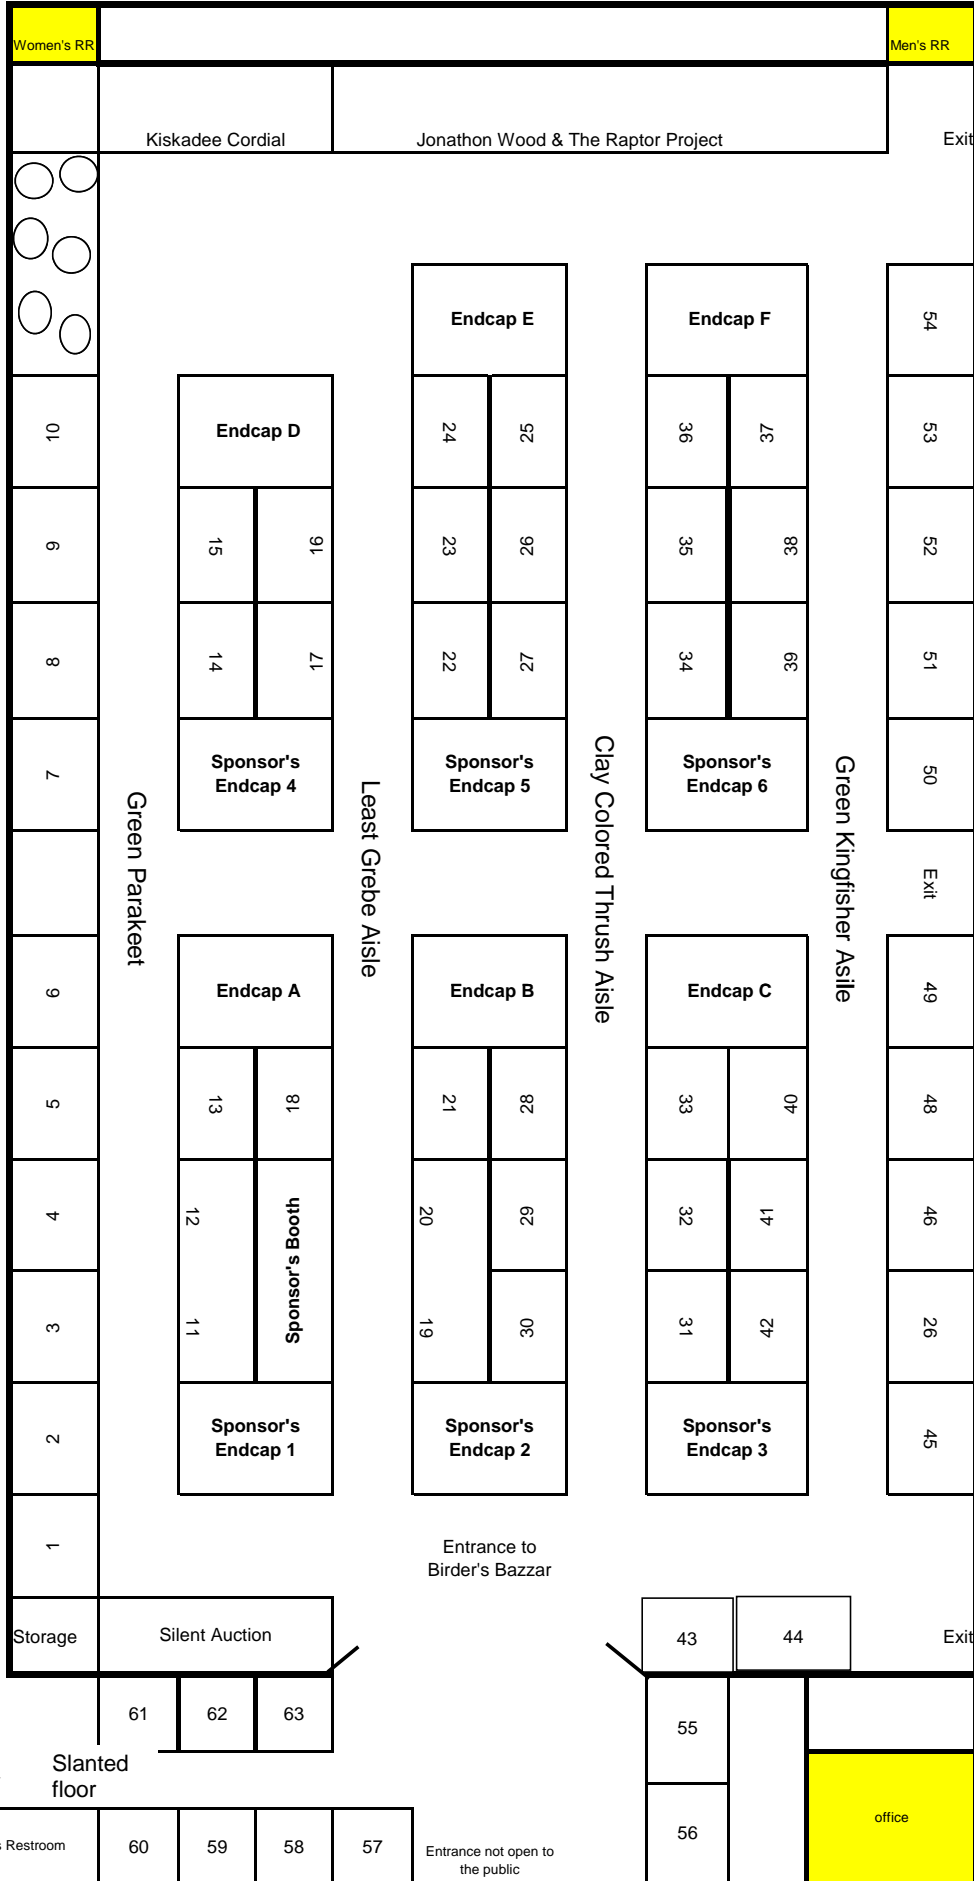 Women's RR
Men's RR
Kiskadee Cordial
Jonathon Wood & The Raptor Project
Exit
Endcap E
Endcap F
54
10
Endcap D
24
25
36
37
53
9
15
16
23
26
35
38
52
8
14
17
22
27
34
39
51
7
Sponsor's
Endcap 4
Sponsor's
Endcap 5
Sponsor's
Endcap 6
50
Green Parakeet
Least Grebe Aisle
Clay Colored Thrush Aisle
Green Kingfisher Asile
Exit
6
Endcap A
Endcap B
Endcap C
49
5
13
18
21
28
33
40
48
4
12
Sponsor's Booth
20
29
32
41
46
3
11
19
30
31
42
26
2
Sponsor's
Endcap 1
Sponsor's
Endcap 2
Sponsor's
Endcap 3
45
1
Entrance to
Birder's Bazzar
Storage
Silent Auction
43
44
Exit
61
62
63
55
Slanted
floor
office
s Restroom
60
59
58
57
Entrance not open to
the public
56